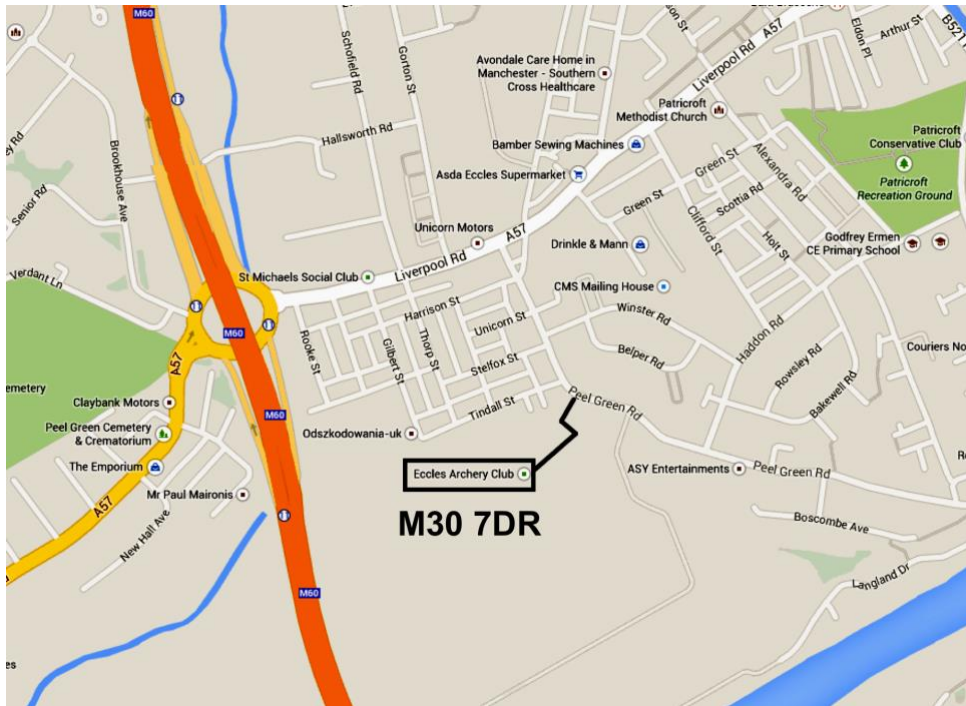 M60
A57
B521
Liverpool Rd
Schofield Rd
Gorton St
Eldon Pl
Arthur St
Avondale Care Home in
Manchester - Southern
Cross Healthcare
Patricroft
Methodist Church
Patricroft
Conservative Club
Patricroft
Recreation Ground
Hallsworth Rd
Brookhouse Ave
Bamber Sewing Machines
Green St
Alexandra Rd
Asda Eccles Supermarket
Senior Rd
Green St
Scottia Rd
Clifford St
Holt St
Unicorn Motors
A57
Drinkle & Mann
Godfrey Ermen
CE Primary School
Liverpool Rd
St Michaels Social Club
Verdant Ln
CMS Mailing House
Harrison St
Unicorn St
Winster Rd
M60
Rooke St
Gilbert St
Thorp St
Haddon Rd
Belper Rd
Rowsley Rd
Couriers No
A57
Stelfox St
Bakewell Rd
emetery
Claybank Motors
Tindall St
Peel Green Rd
M60
Peel Green Cemetery
& Crematorium
Odszkodowania-uk
The Emporium
Eccles Archery Club
ASY Entertainments
Peel Green Rd
Mr Paul Maironis
A57
New Hall Ave
M30 7DR
Boscombe Ave
Langland Dr
M60
es